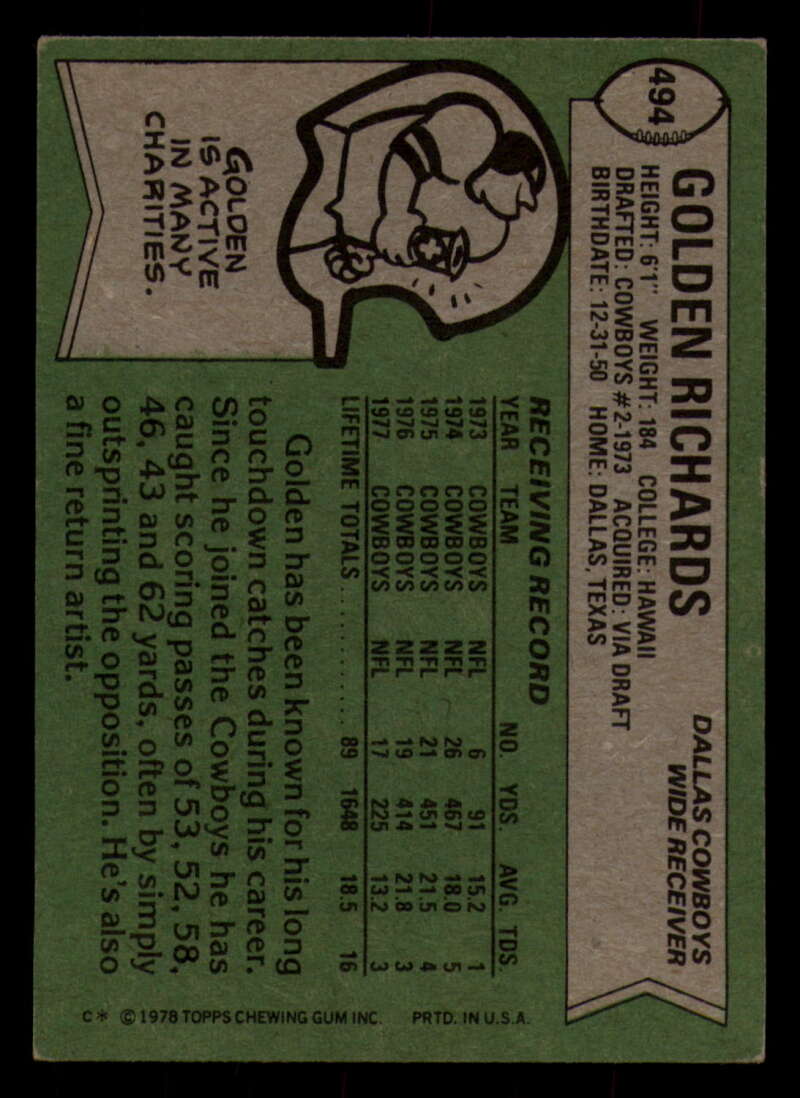 494
GOLDEN RICHARDS
DALLAS COWBOYS
WIDE RECEIVER
HEIGHT: 6'1" WEIGHT: 184 COLLEGE: HAWAII
DRAFTED: COWBOYS #2-1973 ACQUIRED: VIA DRAFT
BIRTHDATE: 12-31-50 HOME: DALLAS, TEXAS
GOLDEN
IS ACTIVE
IN MANY
CHARITIES.
RECEIVING RECORD
YEAR TEAM NO. YDS. AVG. TDS
1973 COWBOYS NFL 6 91 15.2 1
1974 COWBOYS NFL 26 467 18.0 5
1975 COWBOYS NFL 21 451 21.5 4
1976 COWBOYS NFL 19 414 21.8 3
1977 COWBOYS NFL 17 225 13.2 3
LIFETIME TOTALS.............. 89 1648 18.5 16
Golden has been known for his long
touchdown catches during his career.
Since he joined the Cowboys he has
caught scoring passes of 53, 52, 58,
46, 43 and 62 yards, often by simply
outsprinting the opposition. He's also
a fine return artist.
C* © 1978 TOPPS CHEWING GUM INC. PRTD. IN U.S.A.